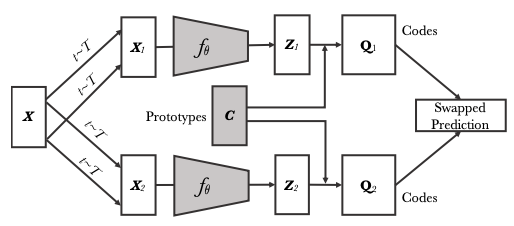 t~T
X₁
fθ
Z₁
Q₁
Codes
t~T
X
Prototypes
C
Swapped
Prediction
t~T
t~T
X₂
fθ
Z₂
Q₂
Codes